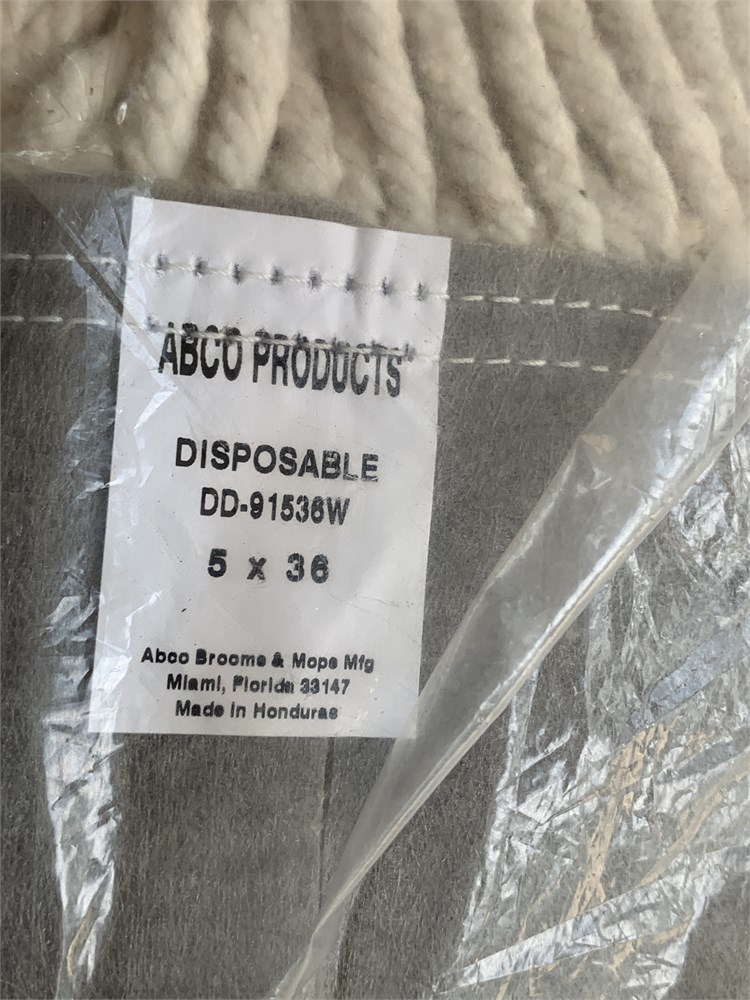 ABCO PRODUCTS
DISPOSABLE
DD-91536W
5 x 36
Abco Brooms & Mops Mfg
Miami, Florida 33147
Made in Honduras